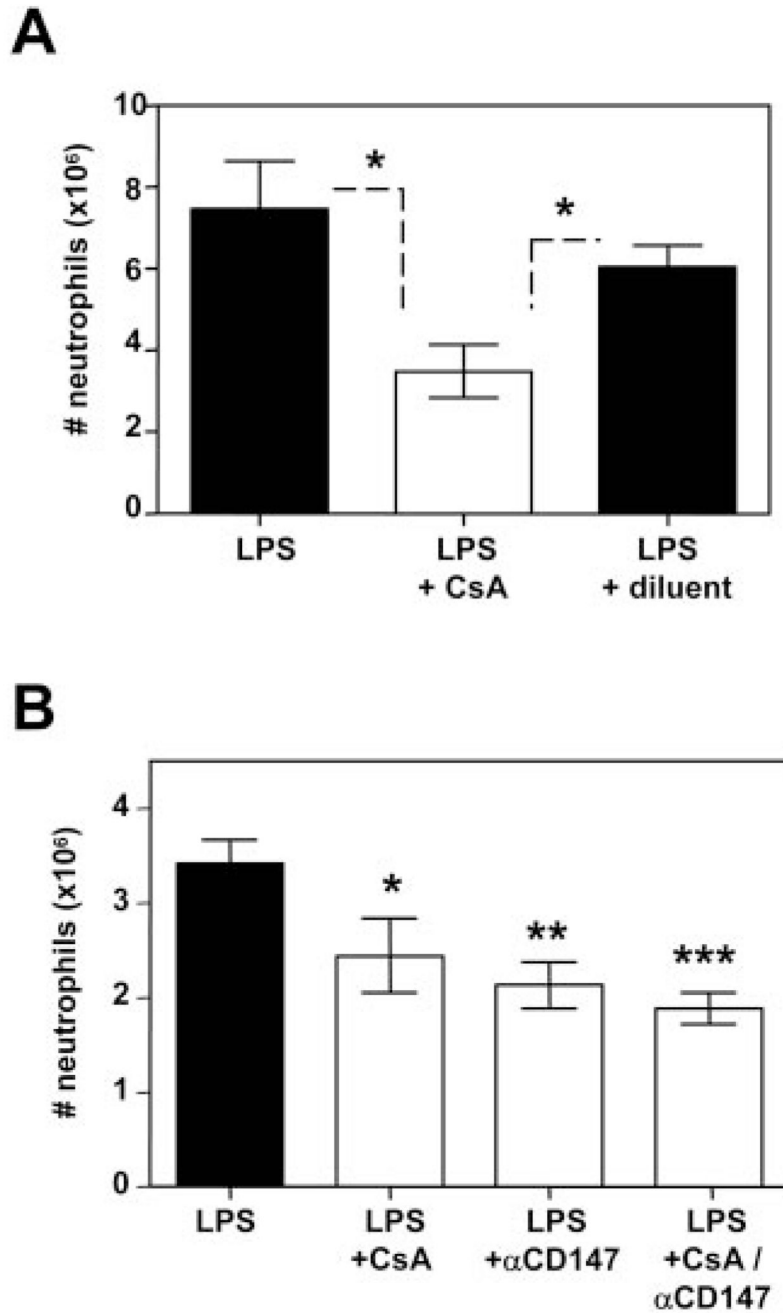 A
# neutrophils (x10⁶)
10
8
6
4
2
0
*
*
LPS
LPS
+ CsA
LPS
+ diluent
B
# neutrophils (x10⁶)
4
3
2
1
0
*
**
***
LPS
LPS
+CsA
LPS
+αCD147
LPS
+CsA /
αCD147